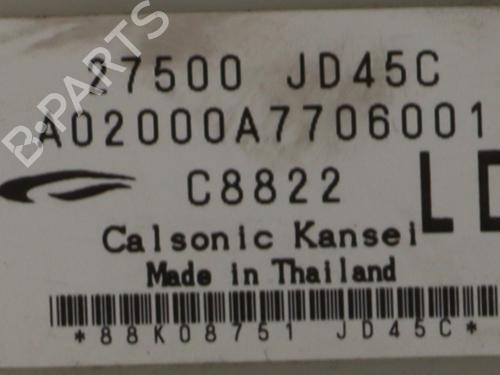 27500 JD45C
A02000A7706001
C8822
LD
Calsonic Kansei
Made in Thailand
*88K08751 JD45C*
B-PARTS